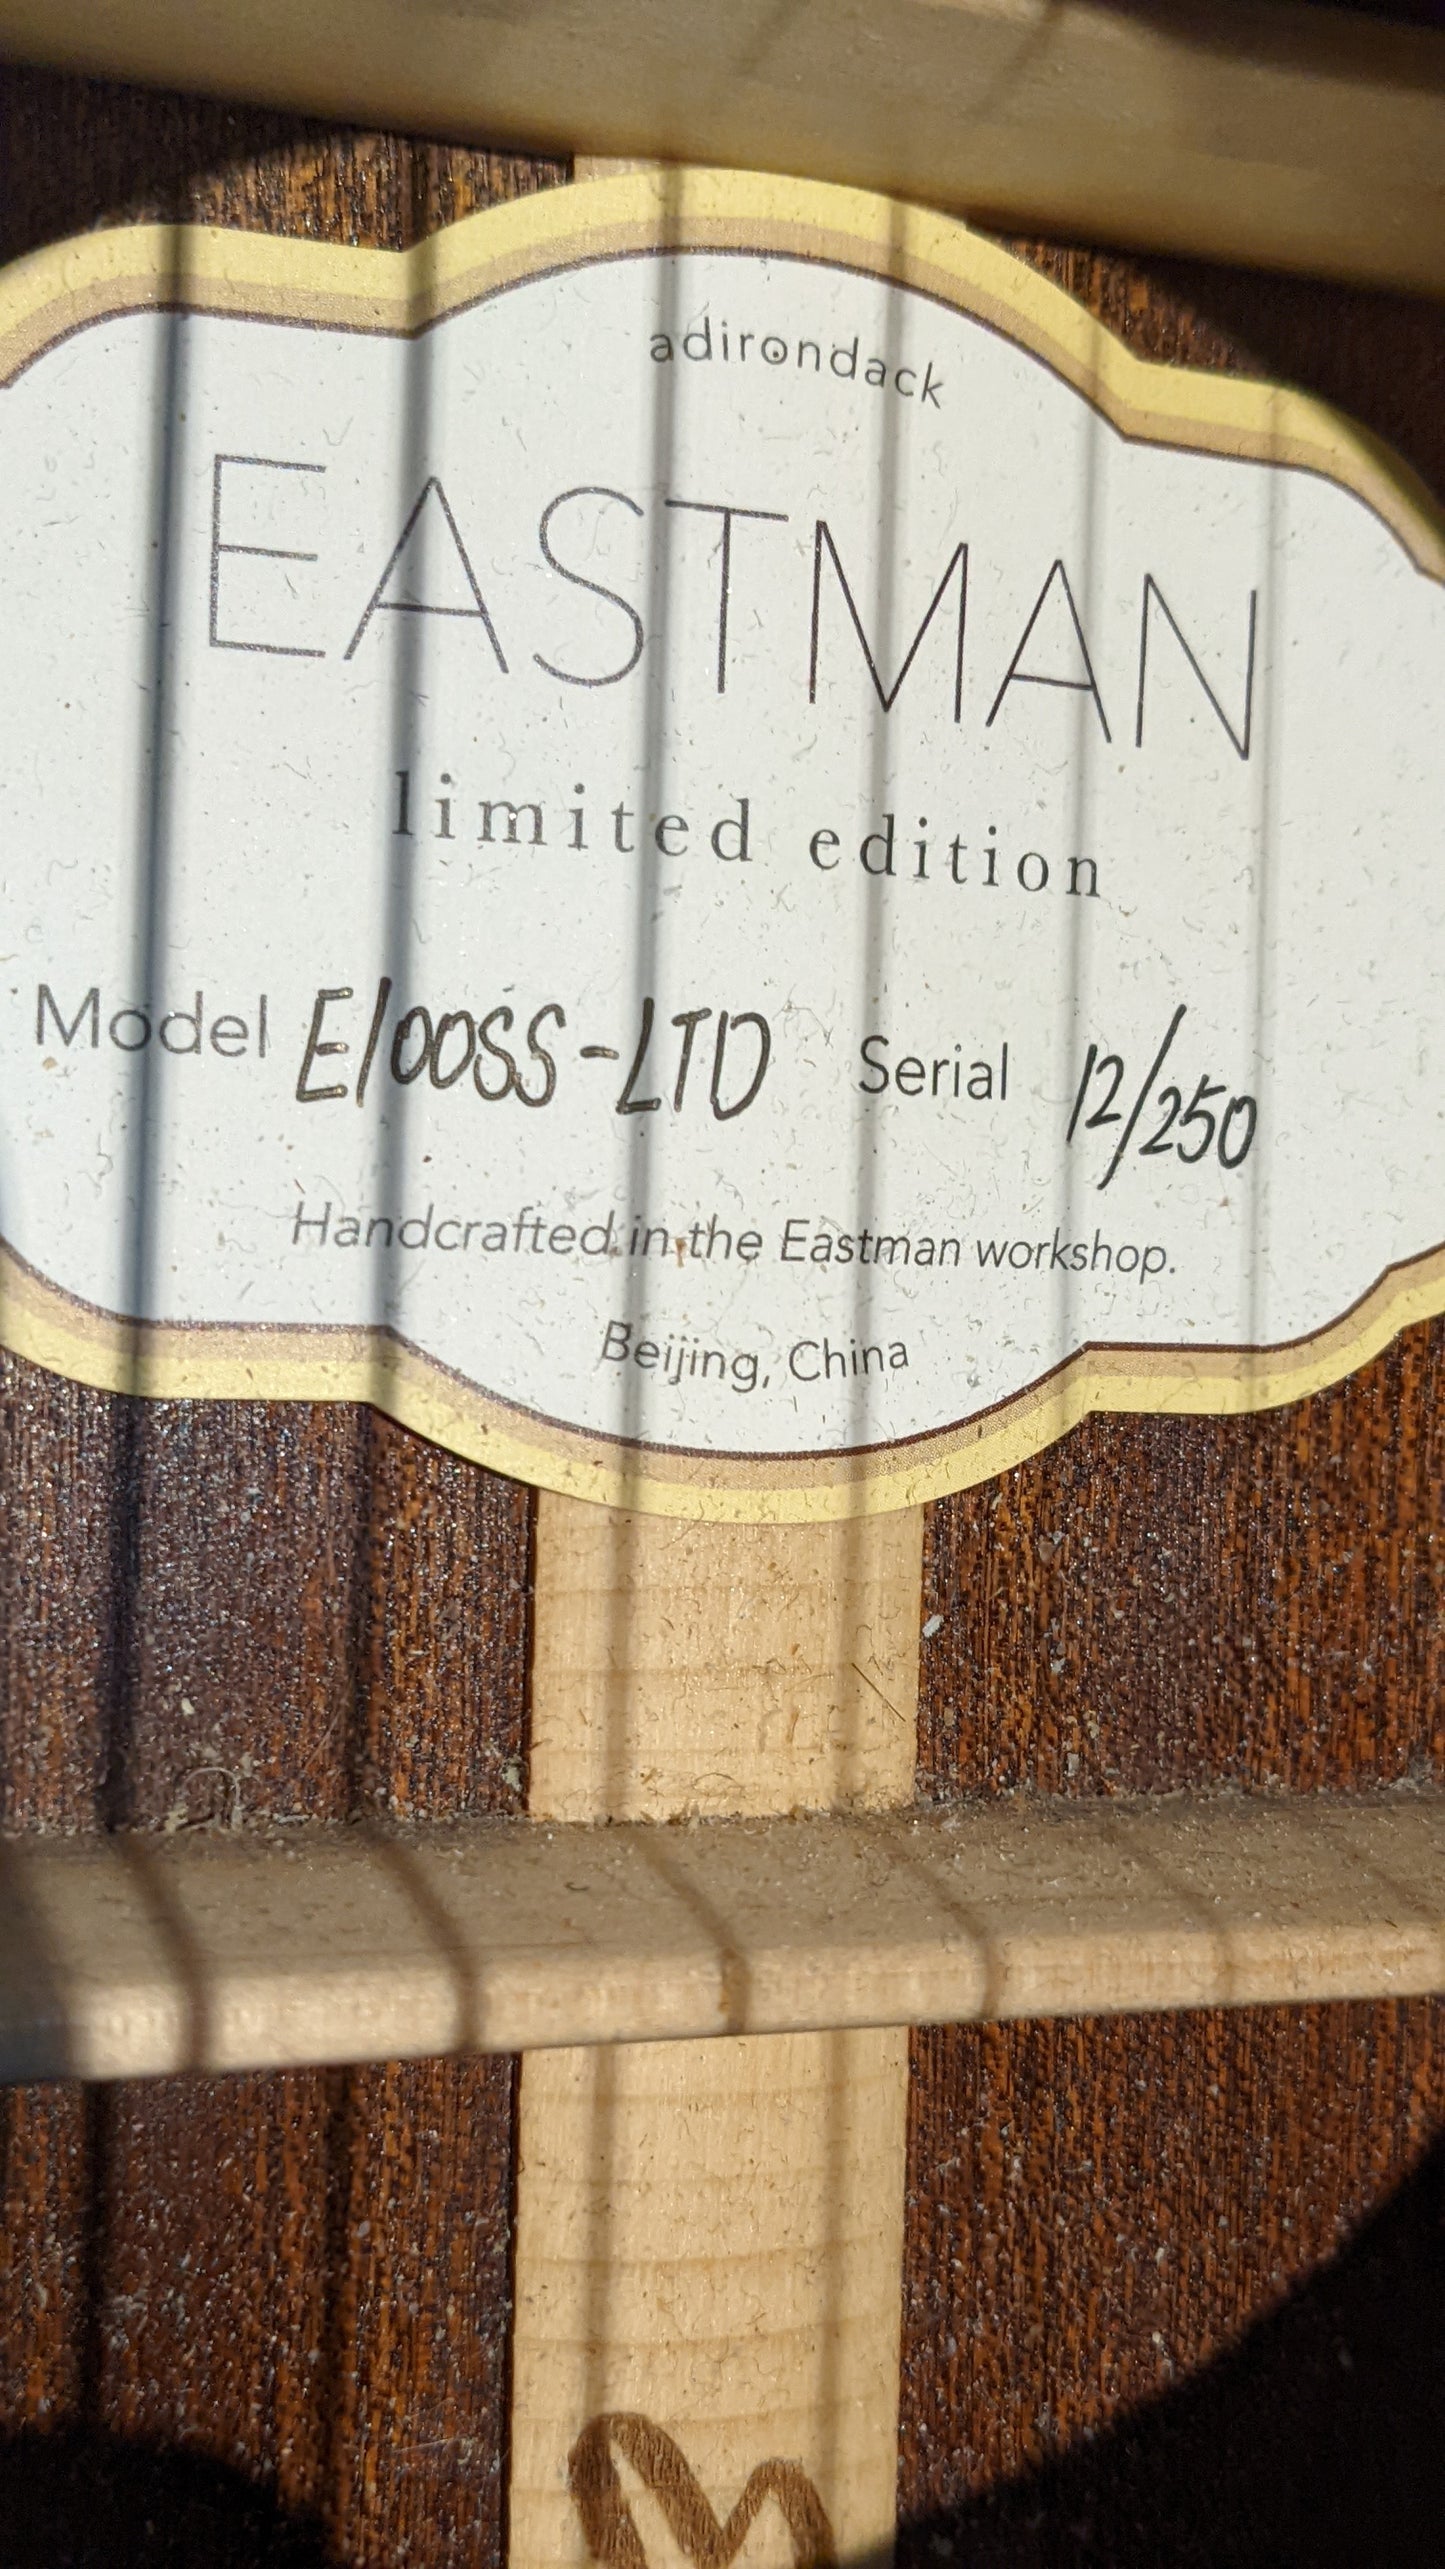 adirondack
EASTMAN
limited edition
Model E100SS-LTD Serial 12/250
Handcrafted in the Eastman workshop.
Beijing, China